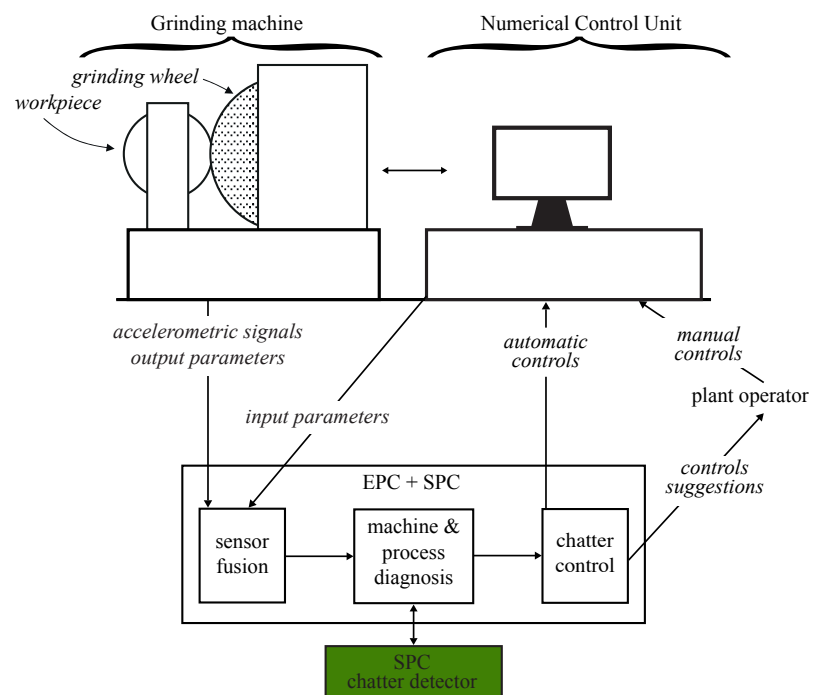 Grinding machine
Numerical Control Unit
grinding wheel
workpiece
accelerometric signals
output parameters
automatic
controls
manual
controls
plant operator
input parameters
controls
suggestions
EPC + SPC
sensor
fusion
machine &
process
diagnosis
chatter
control
SPC
chatter detector